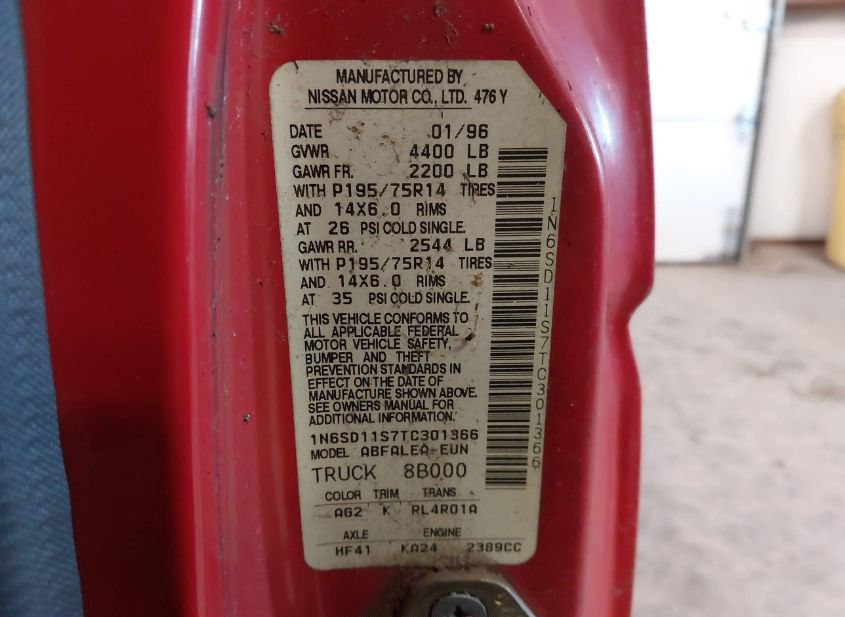 MANUFACTURED BY
NISSAN MOTOR CO., LTD. 476Y
DATE 01/96
GVWR 4400 LB
GAWR FR. 2200 LB
WITH P195/75R14 TIRES
AND 14X6.0 RIMS
AT 26 PSI COLD SINGLE.
GAWR RR. 2544 LB
WITH P195/75R14 TIRES
AND 14X6.0 RIMS
AT 35 PSI COLD SINGLE.
THIS VEHICLE CONFORMS TO
ALL APPLICABLE FEDERAL
MOTOR VEHICLE SAFETY,
BUMPER AND THEFT
PREVENTION STANDARDS IN
EFFECT ON THE DATE OF
MANUFACTURE SHOWN ABOVE.
SEE OWNERS MANUAL FOR
ADDITIONAL INFORMATION.
1N6SD11S7TC301366
MODEL ABFALEA-EUN
TRUCK 8B000
COLOR TRIM TRANS
AG2 K RL4R01A
AXLE ENGINE
HF41 KA24 2389CC
1N6SD11S7TC301366